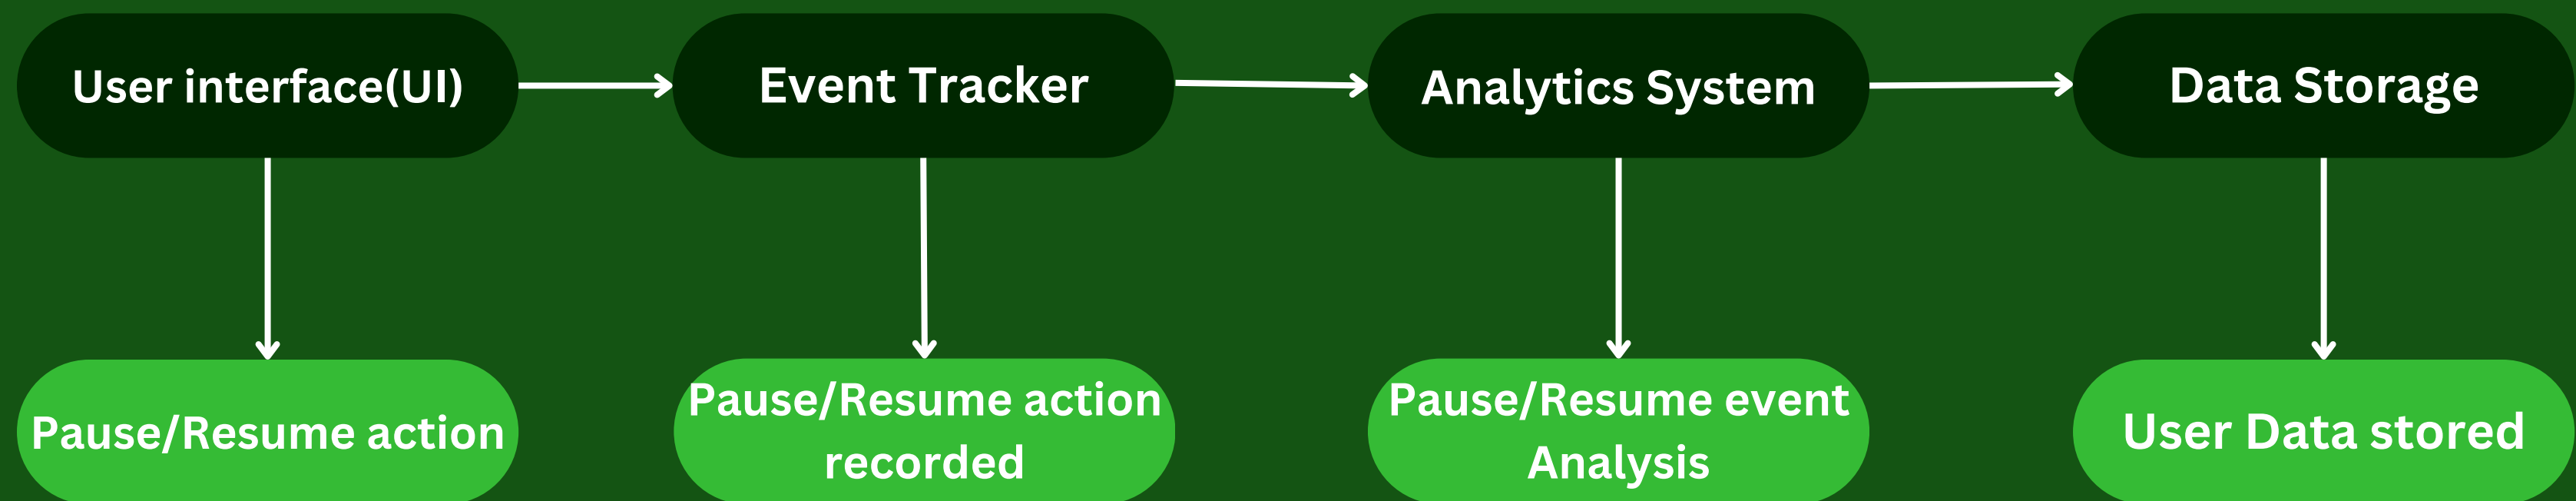 User interface(UI)
Event Tracker
Analytics System
Data Storage
Pause/Resume action
Pause/Resume action
recorded
Pause/Resume event
Analysis
User Data stored